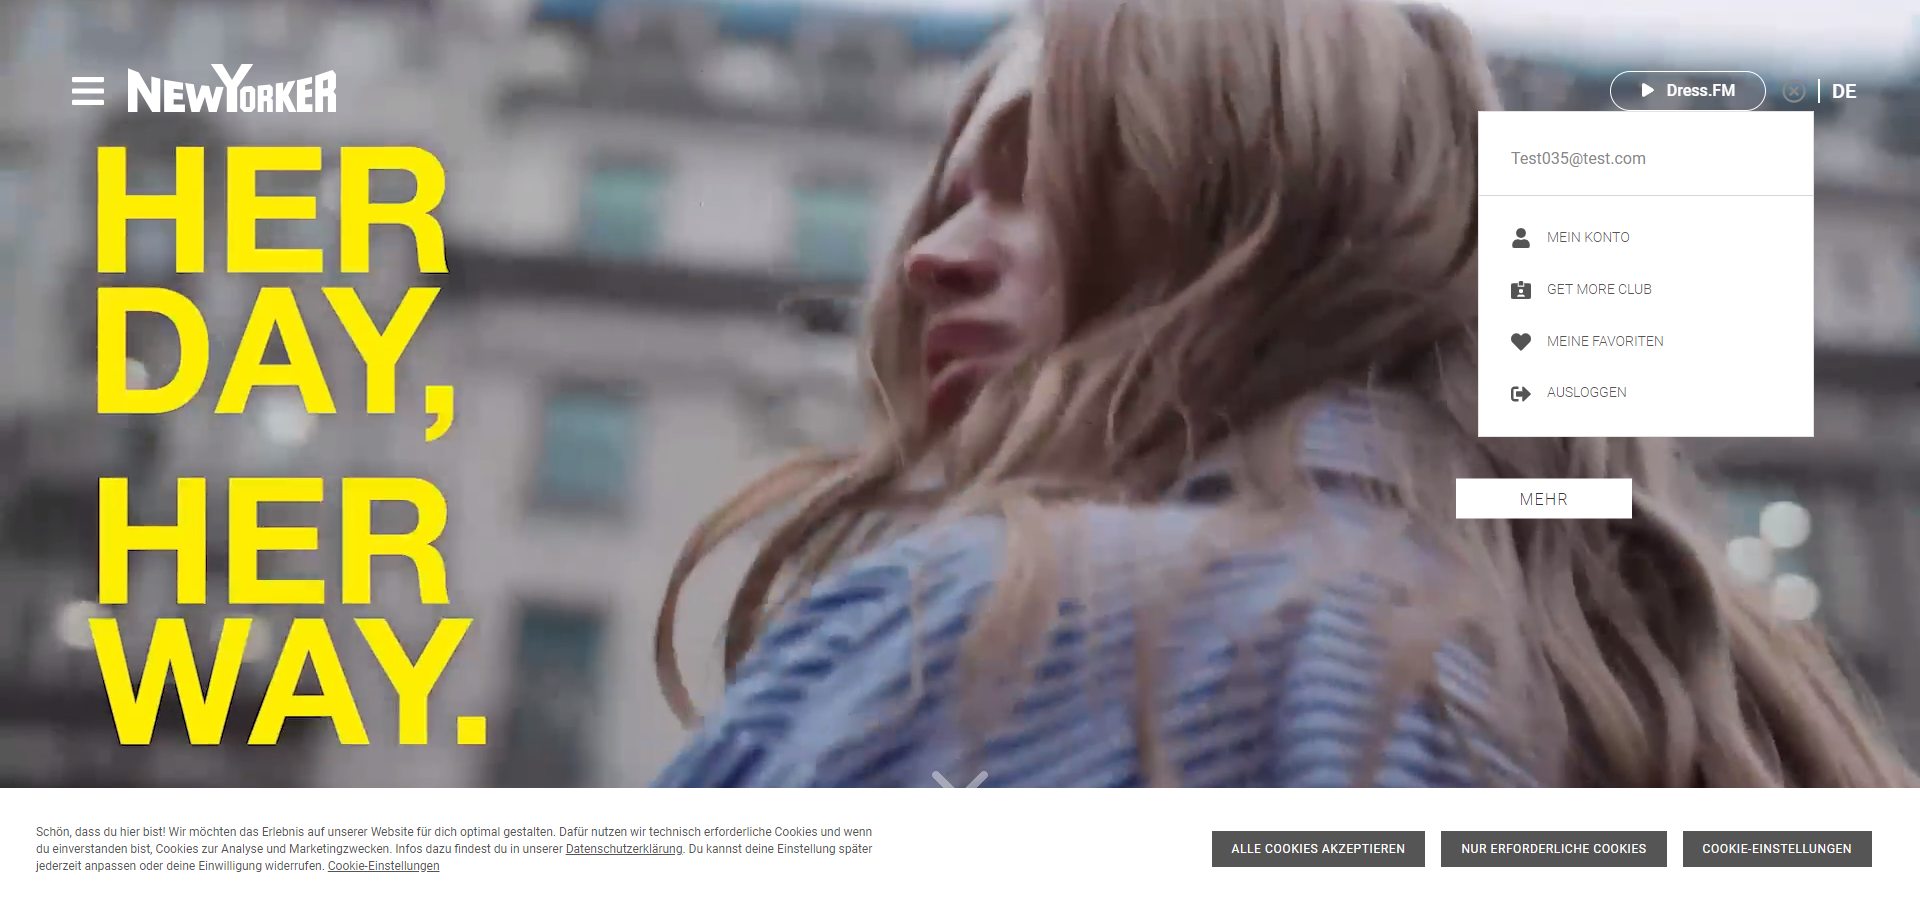 NEWYORKER
Dress.FM
DE
HER
DAY,
HER
WAY.
Test035@test.com
MEIN KONTO
GET MORE CLUB
MEINE FAVORITEN
AUSLOGGEN
MEHR
Schön, dass du hier bist! Wir möchten das Erlebnis auf unserer Website für dich optimal gestalten. Dafür nutzen wir technisch erforderliche Cookies und wenn
du einverstanden bist, Cookies zur Analyse und Marketingzwecken. Infos dazu findest du in unserer Datenschutzerklärung. Du kannst deine Einstellung später
jederzeit anpassen oder deine Einwilligung widerrufen. Cookie-Einstellungen
ALLE COOKIES AKZEPTIEREN
NUR ERFORDERLICHE COOKIES
COOKIE-EINSTELLUNGEN